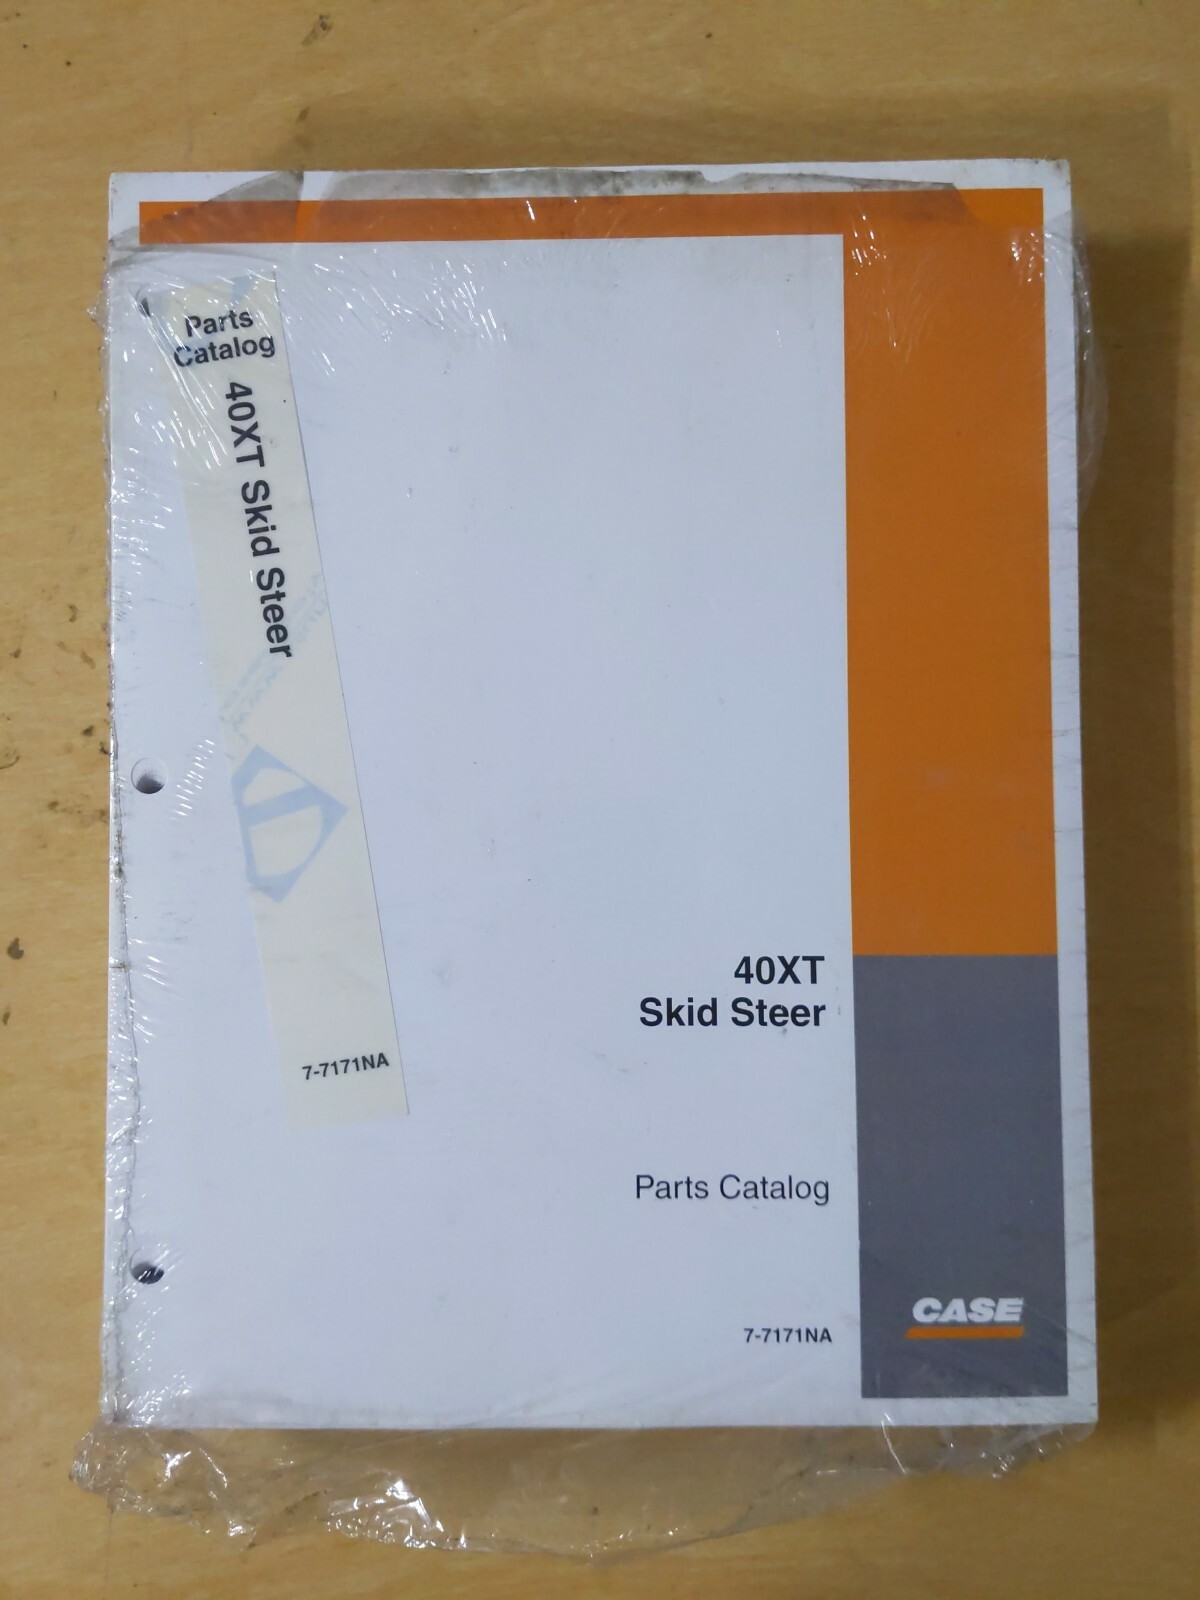 Parts
Catalog
40XT Skid Steer
7-7171NA
40XT
Skid Steer
Parts Catalog
7-7171NA
CASE